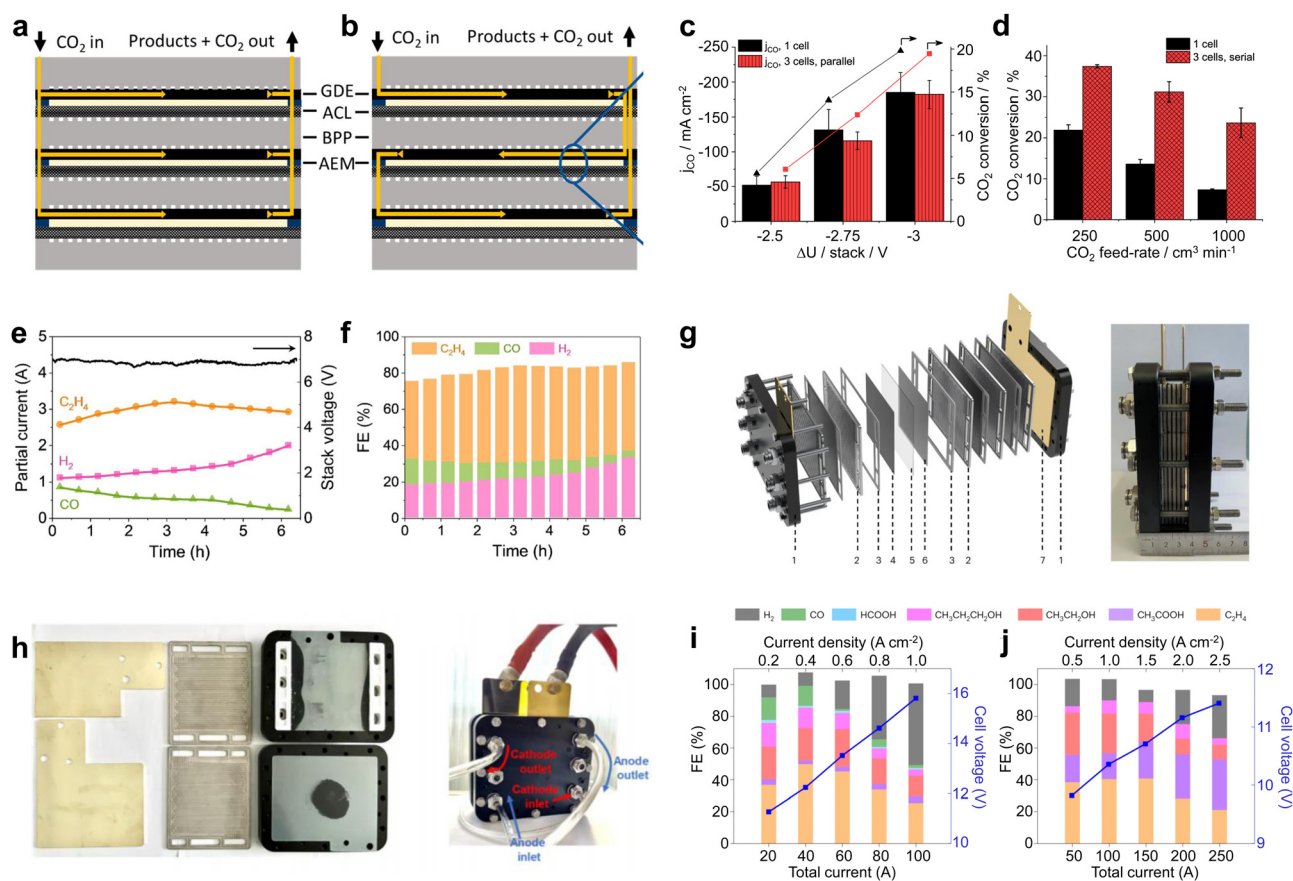 a
CO2 in
Products + CO2 out
GDE
ACL
BPP
AEM
b
CO2 in
Products + CO2 out
c
jCO, 1 cell
jCO, 3 cells, parallel
jCO / mA cm-2
-250
-200
-150
-100
-50
0
-2.5
-2.75
-3
ΔU / stack / V
20
15
10
5
0
CO2 conversion / %
d
1 cell
3 cells, serial
CO2 conversion / %
40
30
20
10
0
250
500
1000
CO2 feed-rate / cm3 min-1
e
Partial current (A)
5
4
3
2
1
0
C2H4
H2
CO
0
1
2
3
4
5
6
Time (h)
8
6
4
2
0
Stack voltage (V)
f
C2H4
CO
H2
FE (%)
100
80
60
40
20
0
0
1
2
3
4
5
6
Time (h)
g
1
2
3
4
5
6
3
2
7
1
1 2 3 4 5 6 7 8
h
Cathode
outlet
Anode
outlet
Cathode
inlet
Anode
inlet
H2
CO
HCOOH
CH3CH2CH2OH
CH3CH2OH
CH3COOH
C2H4
i
Current density (A cm-2)
0.2 0.4 0.6 0.8 1.0
FE (%)
100
80
60
40
20
0
20 40 60 80 100
Total current (A)
16
14
12
10
Cell voltage (V)
j
Current density (A cm-2)
0.5 1.0 1.5 2.0 2.5
FE (%)
100
80
60
40
20
0
50 100 150 200 250
Total current (A)
12
11
10
9
Cell voltage (V)